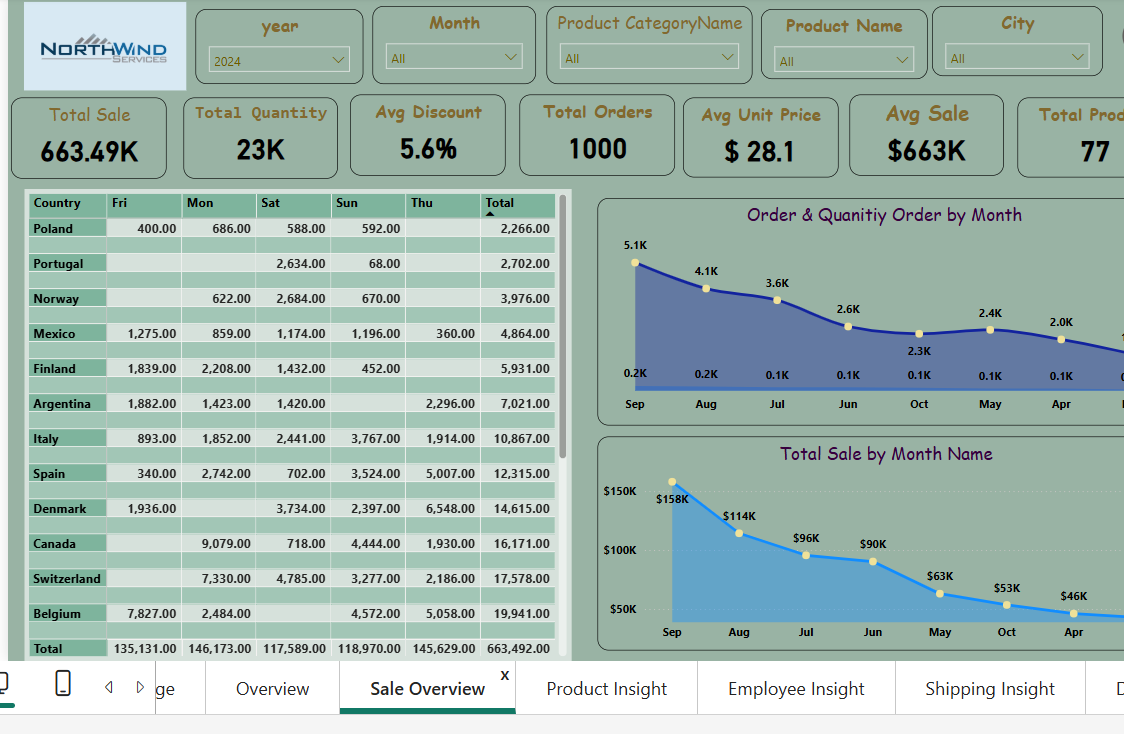 NORTHWIND
SERVICES
year
2024
Month
All
Product CategoryName
All
Product Name
All
City
All
Total Sale
663.49K
Total Quantity
23K
Avg Discount
5.6%
Total Orders
1000
Avg Unit Price
$ 28.1
Avg Sale
$663K
Total Prod
77
Country Fri Mon Sat Sun Thu Total
Poland 400.00 686.00 588.00 592.00 2,266.00
Portugal 2,634.00 68.00 2,702.00
Norway 622.00 2,684.00 670.00 3,976.00
Mexico 1,275.00 859.00 1,174.00 1,196.00 360.00 4,864.00
Finland 1,839.00 2,208.00 1,432.00 452.00 5,931.00
Argentina 1,882.00 1,423.00 1,420.00 2,296.00 7,021.00
Italy 893.00 1,852.00 2,441.00 3,767.00 1,914.00 10,867.00
Spain 340.00 2,742.00 702.00 3,524.00 5,007.00 12,315.00
Denmark 1,936.00 3,734.00 2,397.00 6,548.00 14,615.00
Canada 9,079.00 718.00 4,444.00 1,930.00 16,171.00
Switzerland 7,330.00 4,785.00 3,277.00 2,186.00 17,578.00
Belgium 7,827.00 2,484.00 4,572.00 5,058.00 19,941.00
Total 135,131.00 146,173.00 117,589.00 118,970.00 145,629.00 663,492.00
Order & Quanitiy Order by Month
5.1K 4.1K 3.6K 2.6K 2.3K 2.4K 2.0K
0.2K 0.2K 0.1K 0.1K 0.1K 0.1K 0.1K
Sep Aug Jul Jun Oct May Apr
Total Sale by Month Name
$150K
$100K
$50K
$158K $114K $96K $90K $63K $53K $46K
Sep Aug Jul Jun May Oct Apr
ge Overview Sale Overview x Product Insight Employee Insight Shipping Insight